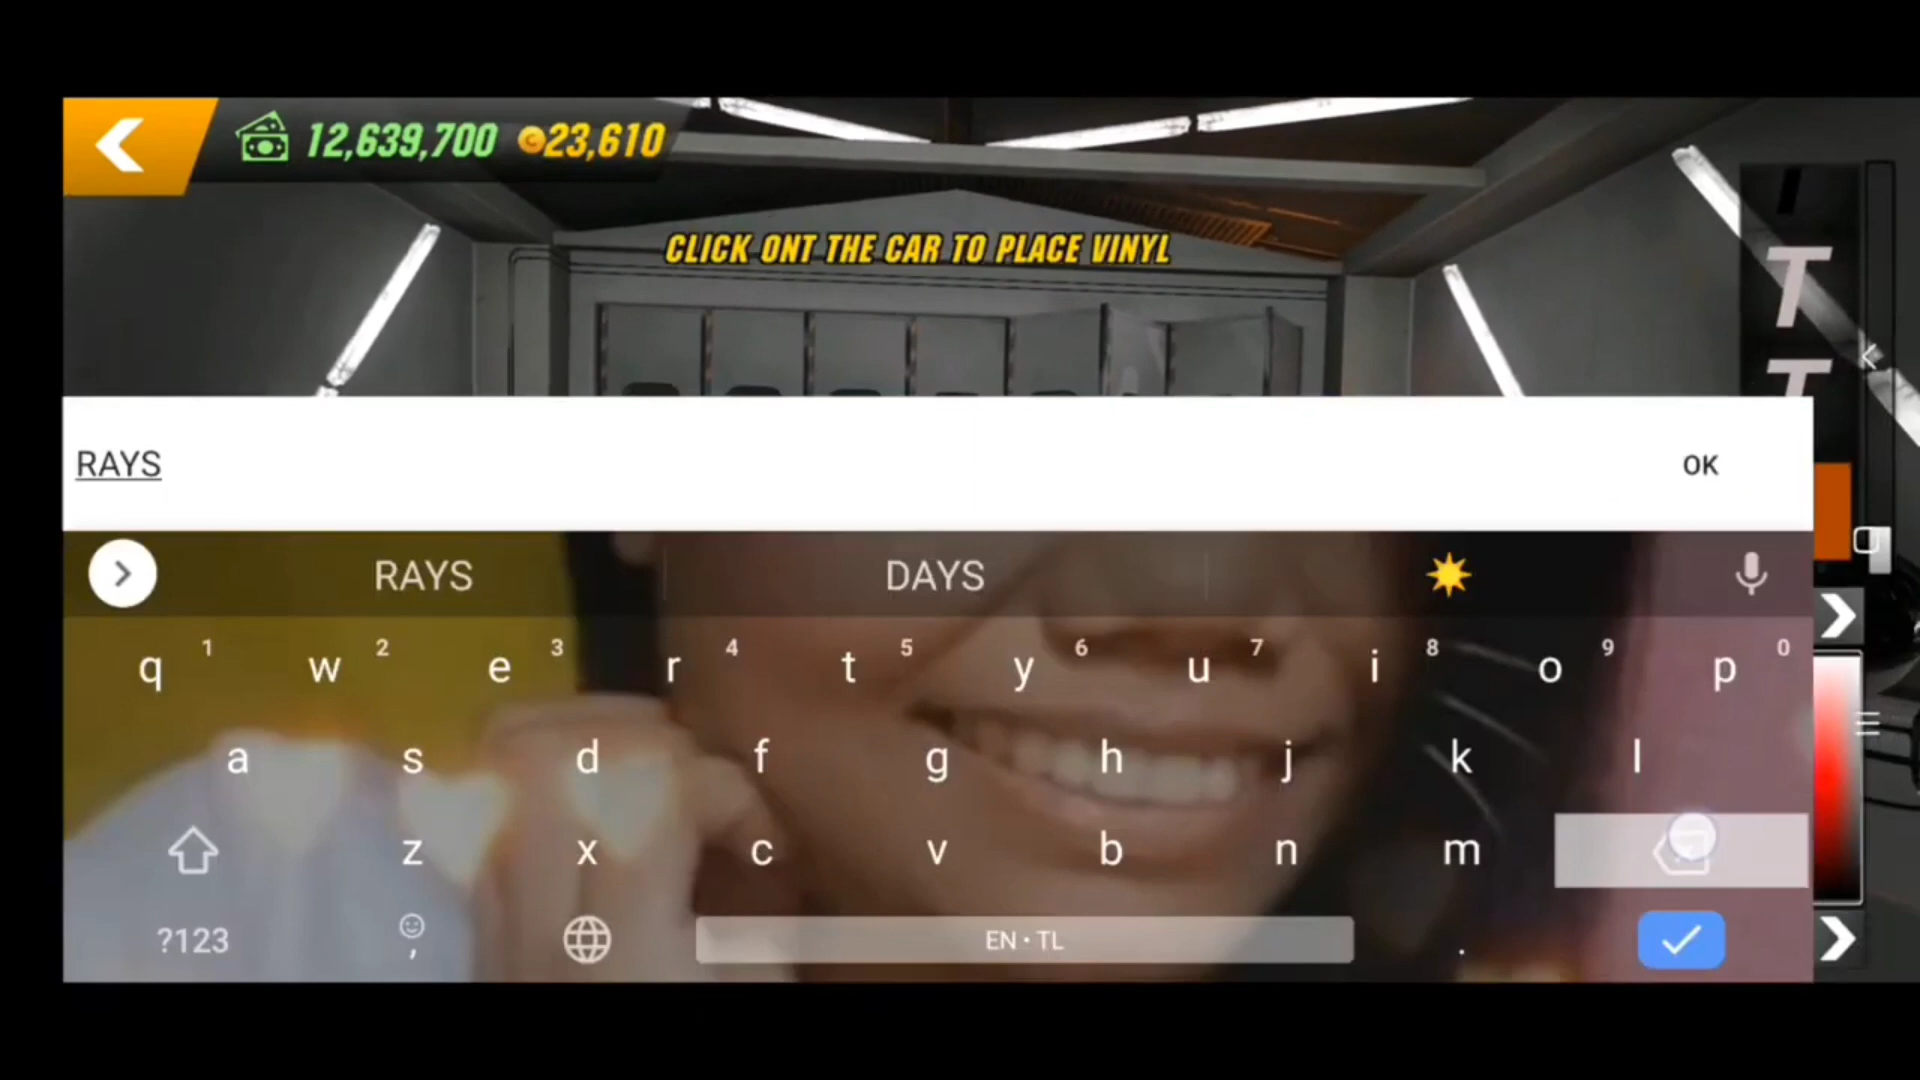 12,639,700 23,610
CLICK ONT THE CAR TO PLACE VINYL
T
T
RAYS OK
RAYS DAYS
q 1 w 2 e 3 r 4 t 5 y 6 u 7 i 8 o 9 p 0
a s d f g h j k l
z x c v b n m
?123 , EN • TL .